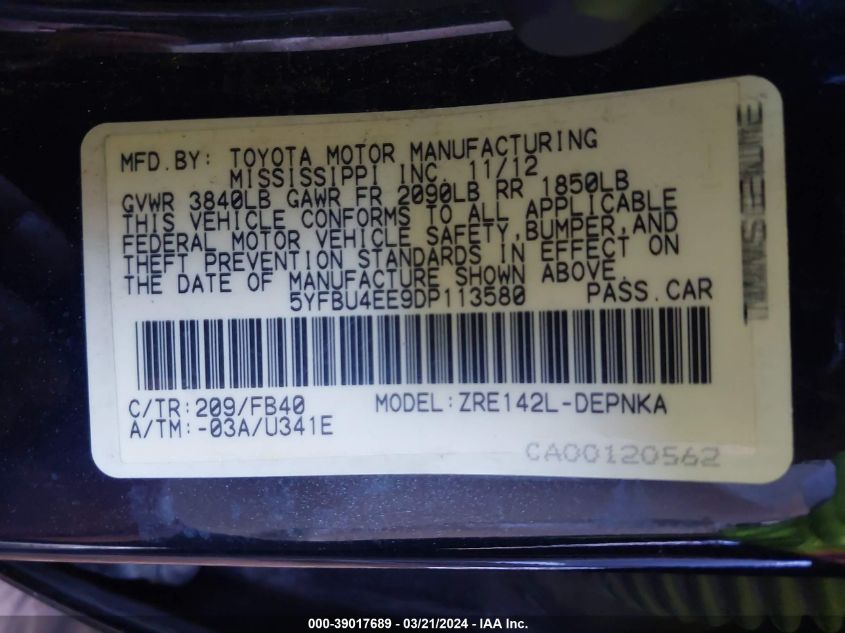 MFD.BY: TOYOTA MOTOR MANUFACTURING
MISSISSIPPI INC. 11/12
GVWR 3840LB GAWR FR 2090LB RR 1850LB
THIS VEHICLE CONFORMS TO ALL APPLICABLE
FEDERAL MOTOR VEHICLE SAFETY,BUMPER,AND
THEFT PREVENTION STANDARDS IN EFFECT ON
THE DATE OF MANUFACTURE SHOWN ABOVE.
5YFBU4EE9DP113580 PASS.CAR
C/TR:209/FB40 MODEL:ZRE142L-DEPNKA
A/TM:-03A/U341E
CA00120562
000-39017689 - 03/21/2024 - IAA Inc.